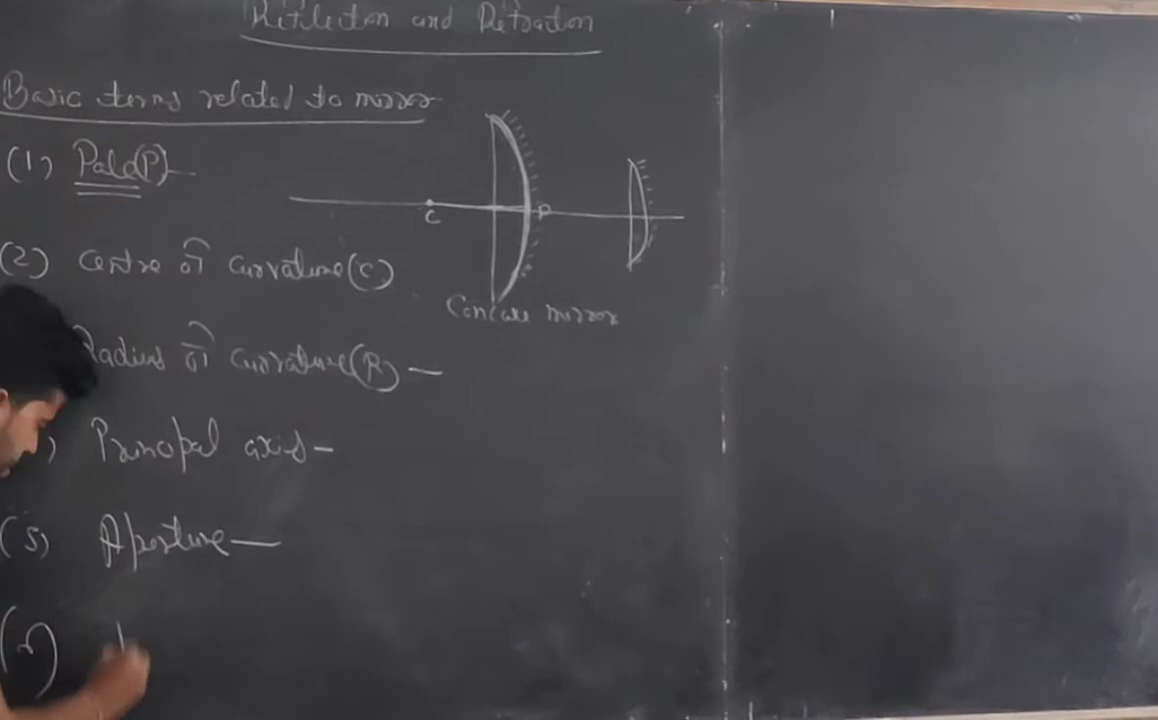 Reflection and Refraction
Basic terms related to mirror
(1) Pole(P)—
C P
(2) Centre of Curvature(C)
Concave mirror
Radius of curvature(R) —
) Principal axis —
(5) Aperture —